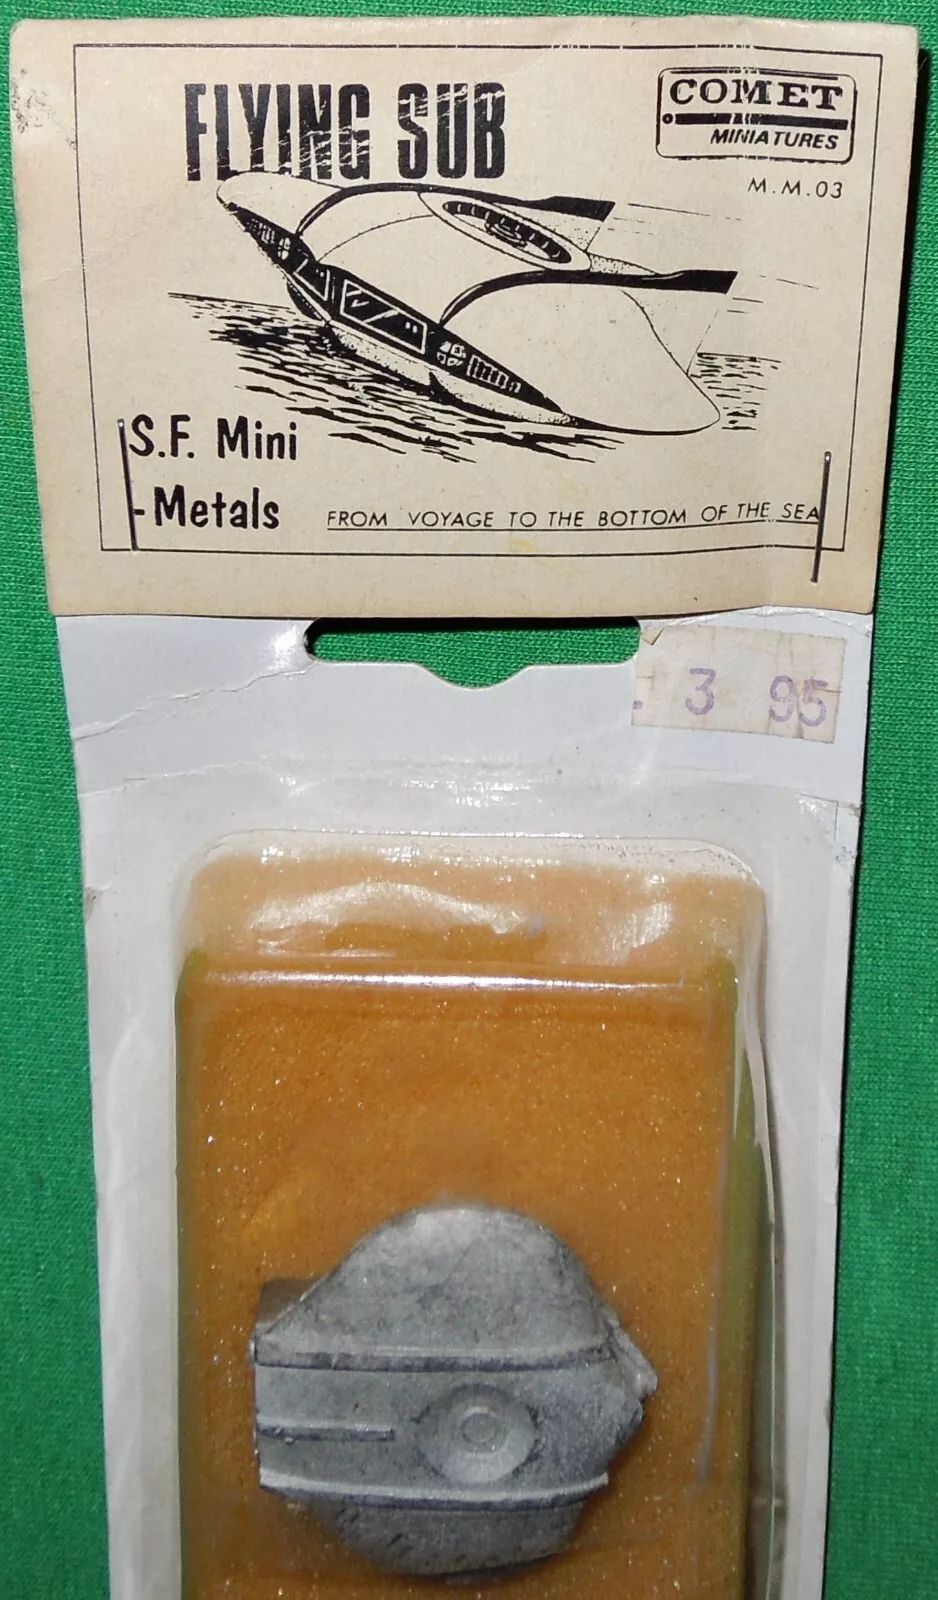 FLYING SUB
COMET
MINIATURES
M.M.03
S.F. Mini
-Metals
FROM VOYAGE TO THE BOTTOM OF THE SEA
. 3 95